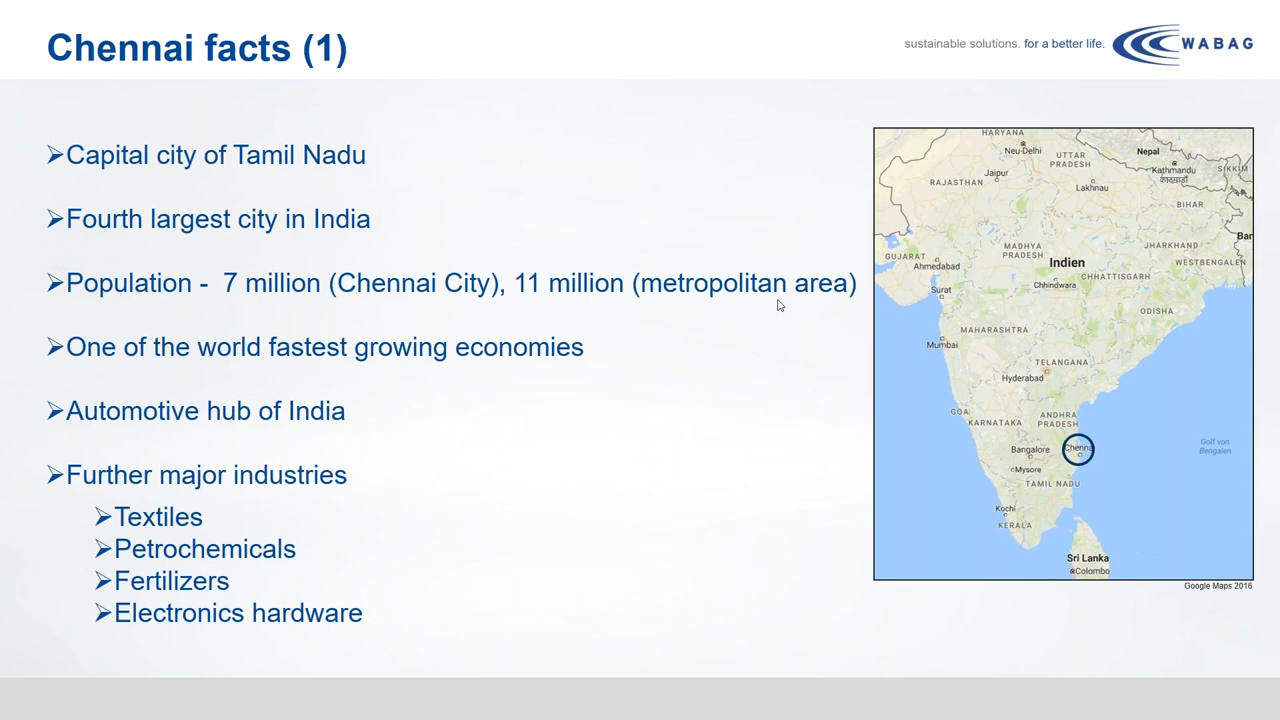 Chennai facts (1)
sustainable solutions. for a better life.
WABAG
➢Capital city of Tamil Nadu
➢Fourth largest city in India
➢Population - 7 million (Chennai City), 11 million (metropolitan area)
➢One of the world fastest growing economies
➢Automotive hub of India
➢Further major industries
➢Textiles
➢Petrochemicals
➢Fertilizers
➢Electronics hardware
HARYANA
Neu-Delhi
UTTAR
PRADESH
Nepal
Kathmandu
काठमाडौं
SIKKIM
Jaipur
RAJASTHAN
Lakhnau
BIHAR
Ban
GUJARAT
Ahmedabad
MADHYA
PRADESH
JHARKHAND
Indien
WESTBENGALEN
CHHATTISGARH
Surat
Chhindwara
ODISHA
MAHARASHTRA
Mumbai
TELANGANA
Hyderabad
GOA
KARNATAKA
ANDHRA
PRADESH
Bangalore
Chenna
Golf von
Bengalen
Mysore
TAMIL NADU
Kochi
KERALA
Sri Lanka
Colombo
Google Maps 2016